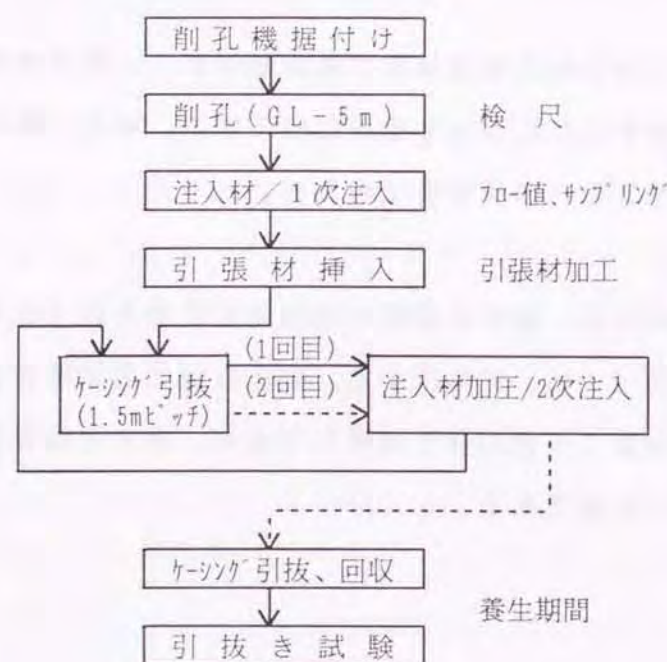 削孔機据付け
削孔(GL-5m) 検尺
注入材/1次注入 フロー値、サンプリング
引張材挿入 引張材加工
(1回目)
ケーシング引抜 (2回目) 注入材加圧/2次注入
(1.5mピッチ)
ケーシング引抜、回収
養生期間
引抜き試験